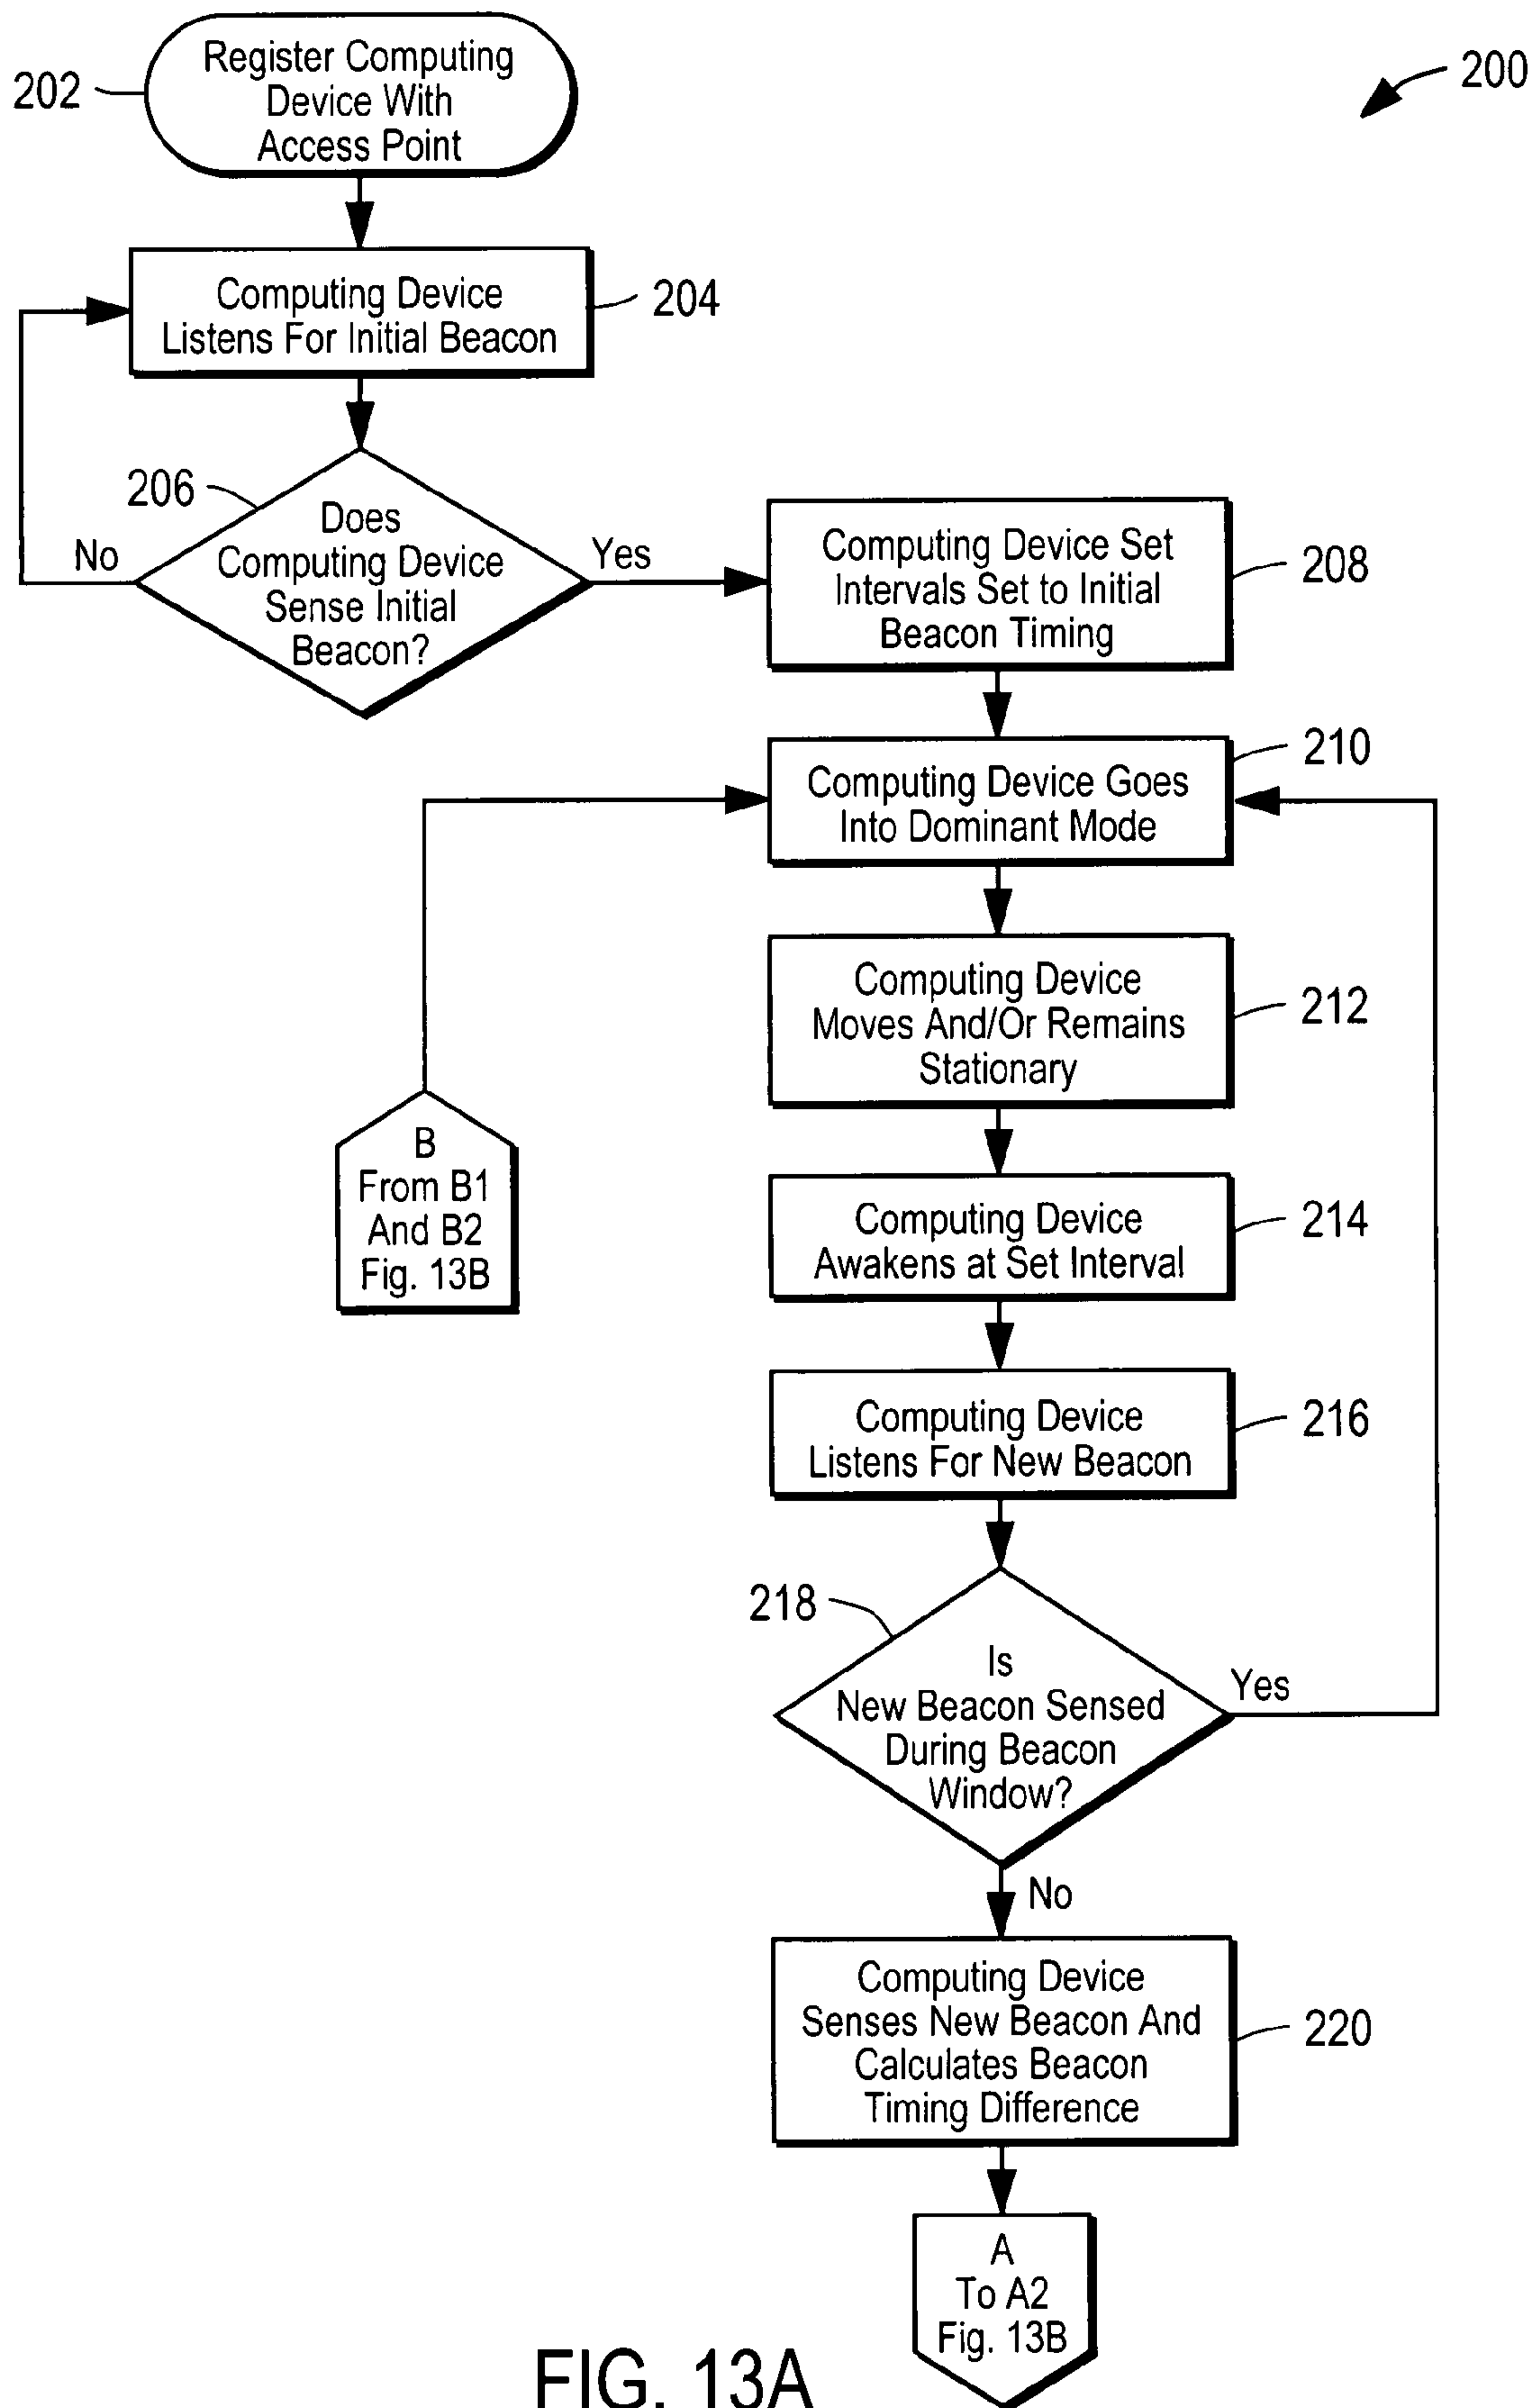 200
202
Register Computing
Device With
Access Point
Computing Device
Listens For Initial Beacon
204
206
Does
Computing Device
Sense Initial
Beacon?
No
Yes
Computing Device Set
Intervals Set to Initial
Beacon Timing
208
Computing Device Goes
Into Dominant Mode
210
Computing Device
Moves And/Or Remains
Stationary
212
B
From B1
And B2
Fig. 13B
Computing Device
Awakens at Set Interval
214
Computing Device
Listens For New Beacon
216
218
Is
New Beacon Sensed
During Beacon
Window?
Yes
No
Computing Device
Senses New Beacon And
Calculates Beacon
Timing Difference
220
A
To A2
Fig. 13B
FIG. 13A